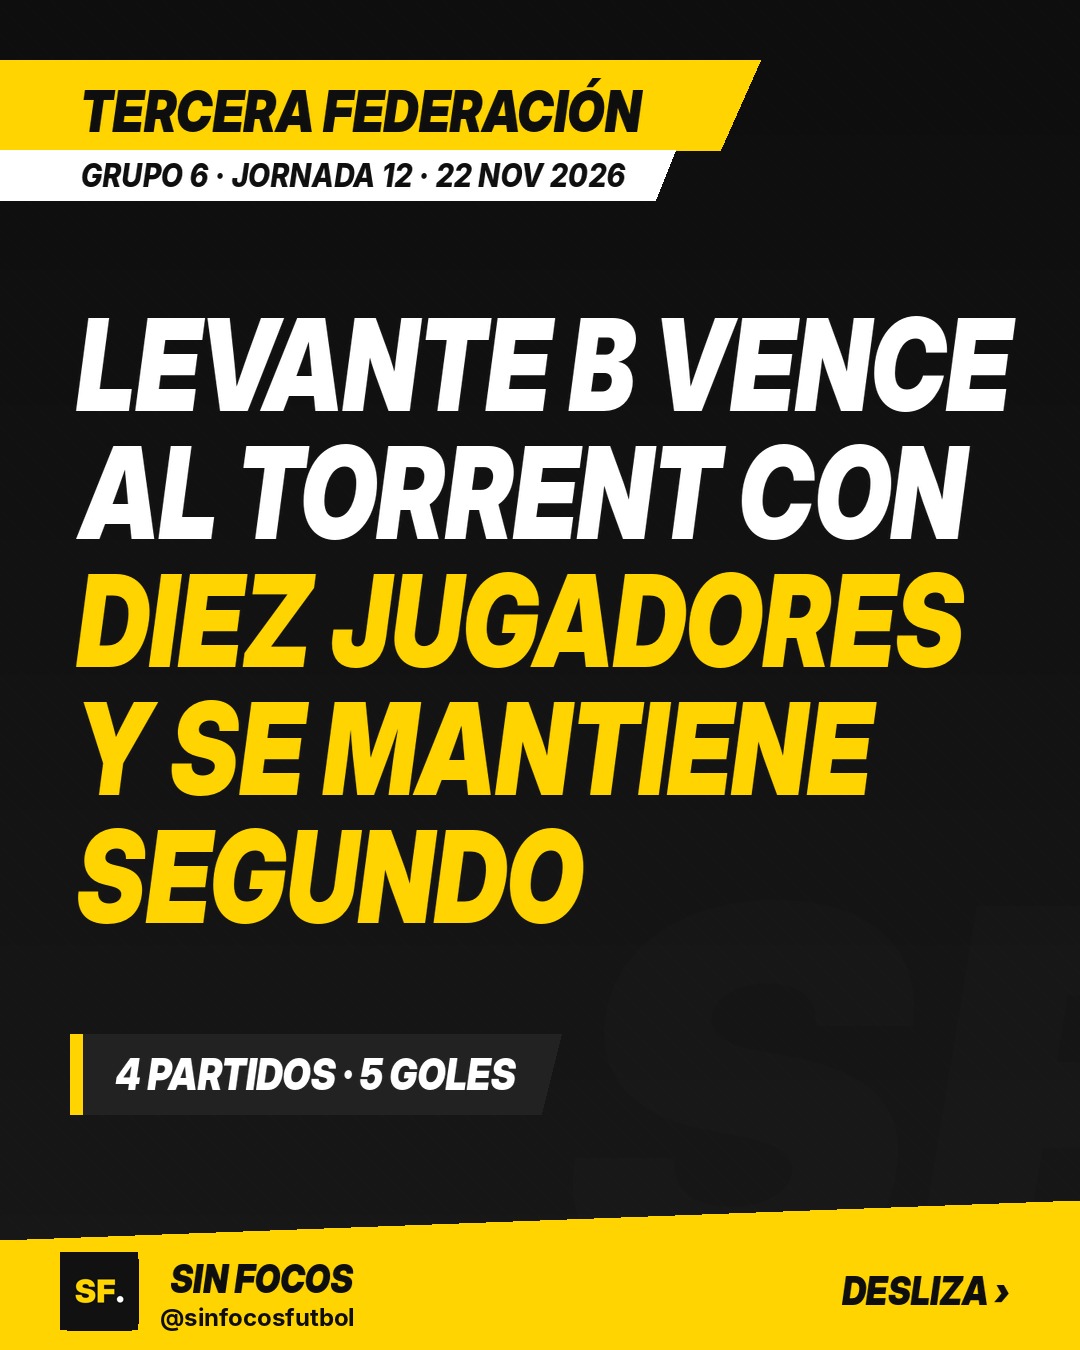 TERCERA FEDERACIÓN
GRUPO 6 · JORNADA 12 · 22 NOV 2026
LEVANTE B VENCE
AL TORRENT CON
DIEZ JUGADORES
Y SE MANTIENE
SEGUNDO
4 PARTIDOS · 5 GOLES
SF
SF.
SIN FOCOS
@sinfocosfutbol
DESLIZA ›